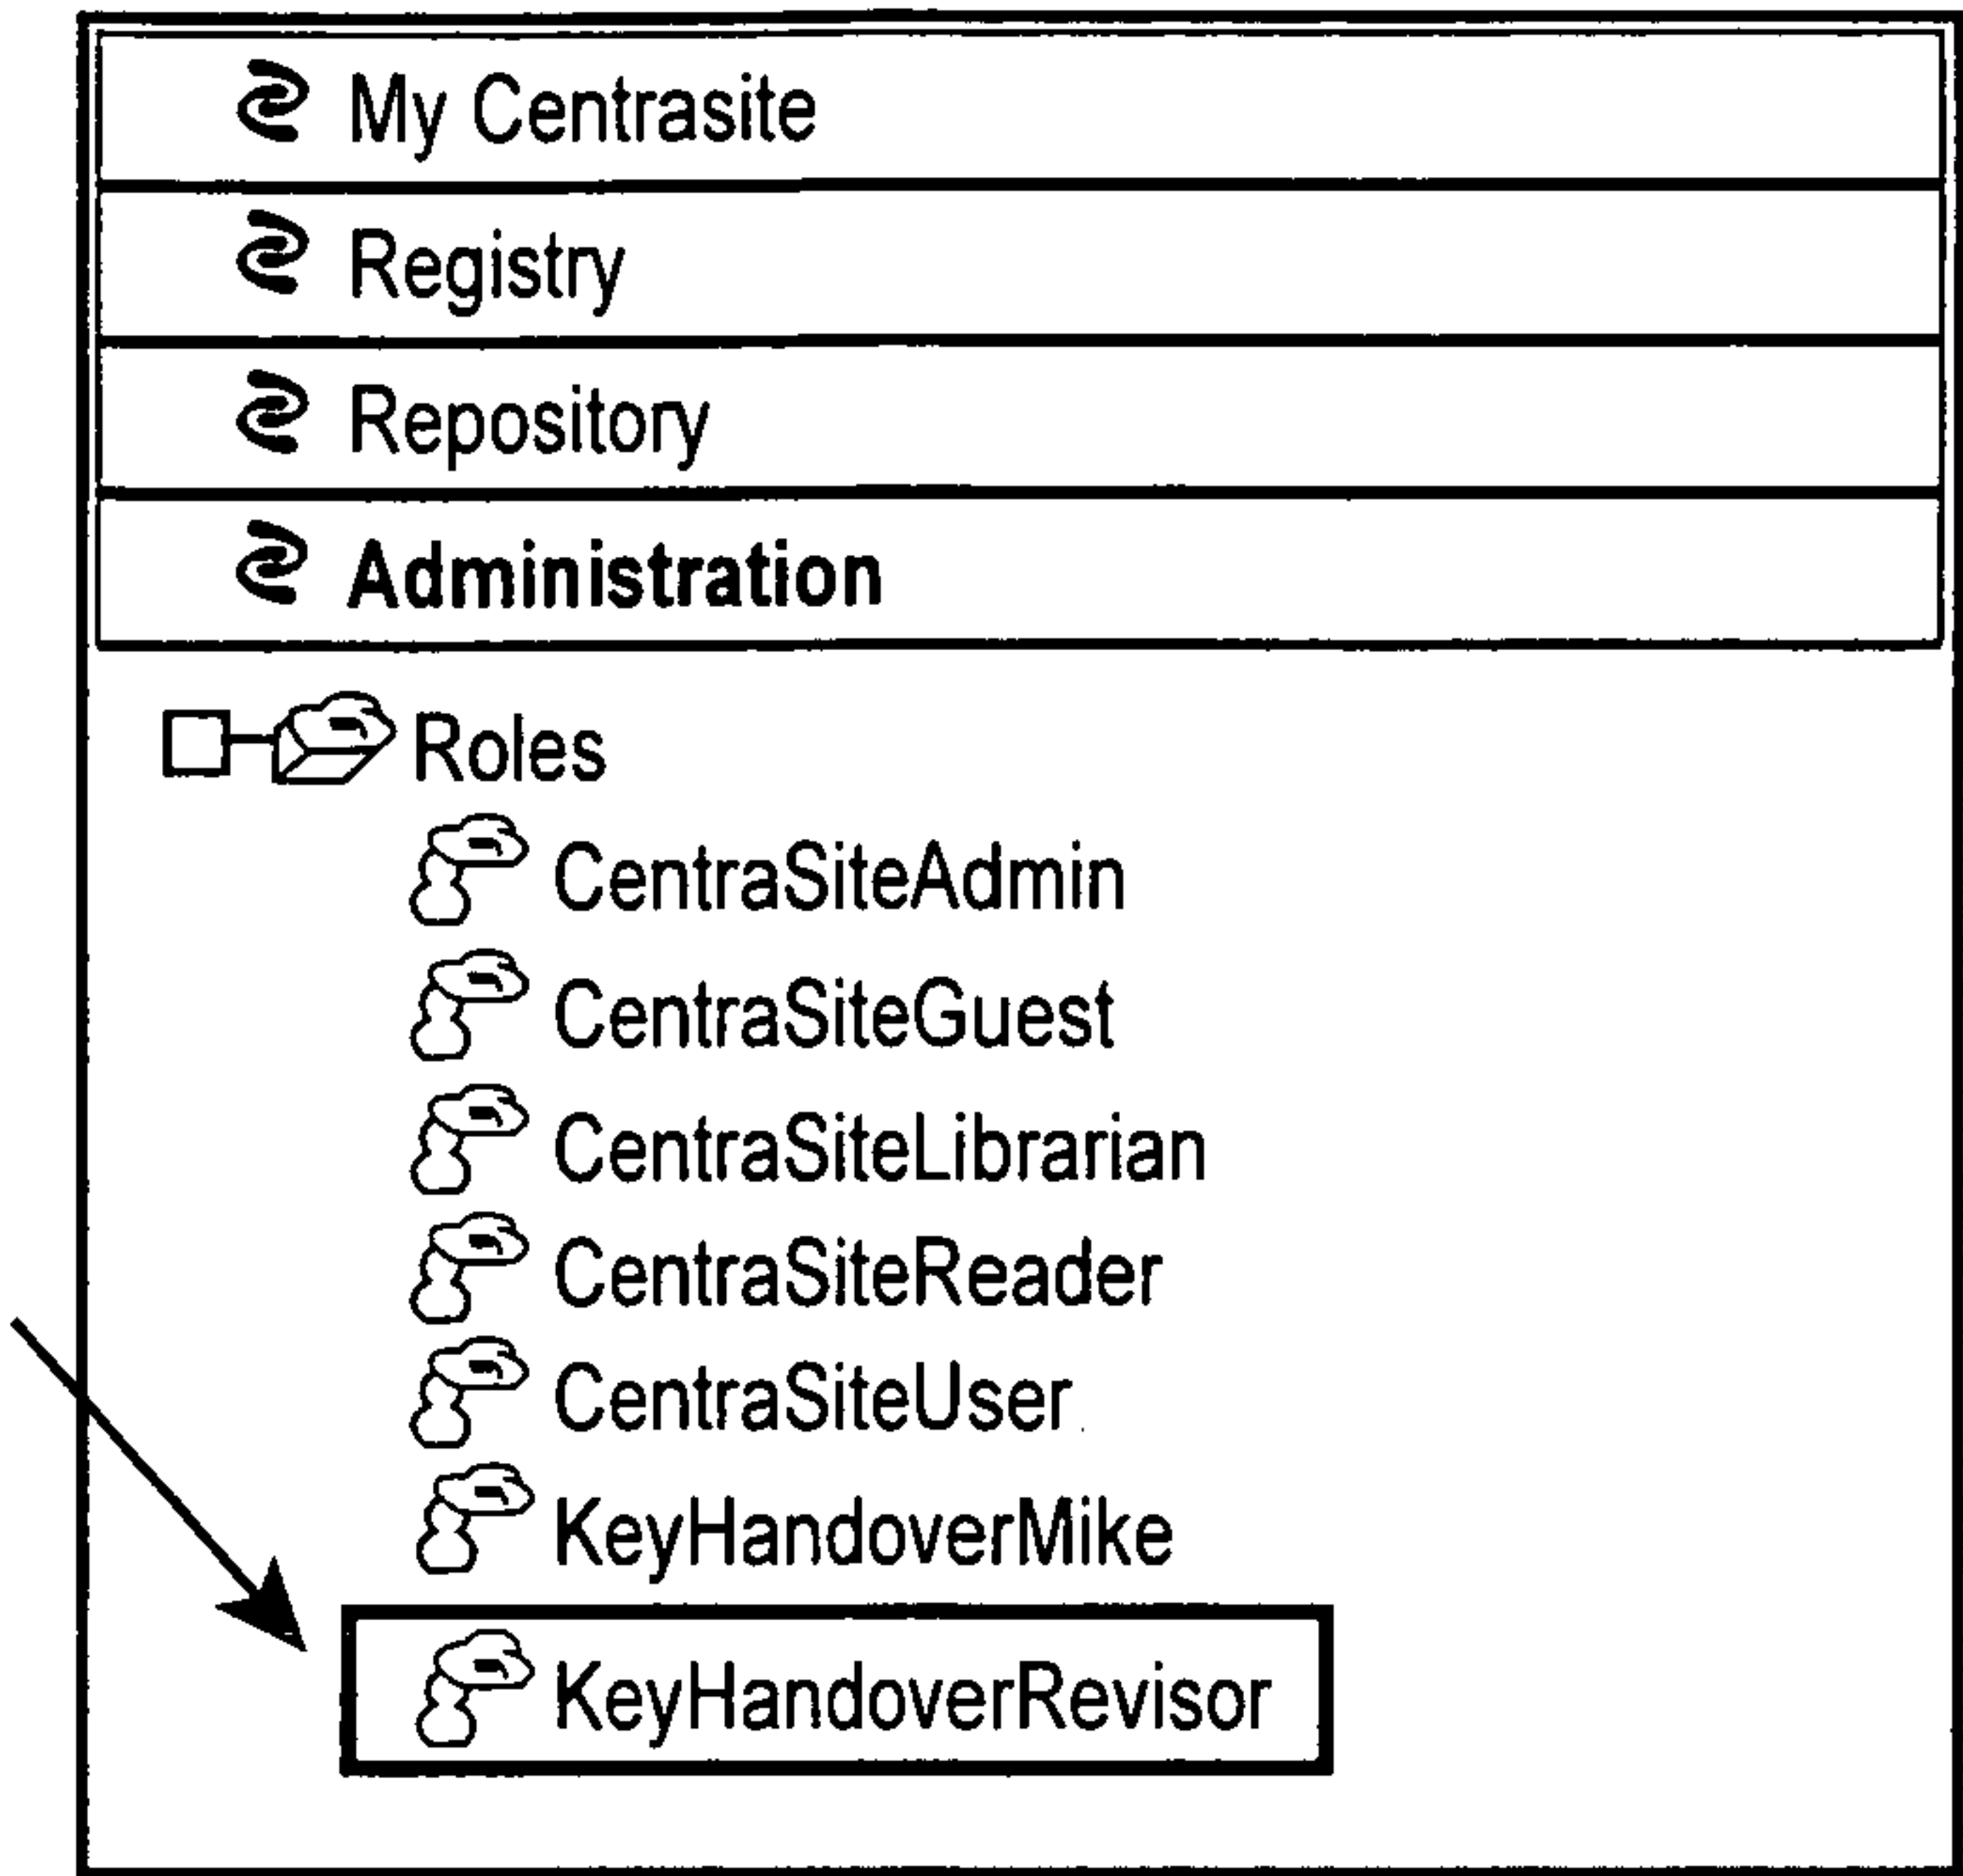 My Centrasite
Registry
Repository
Administration
Roles
CentraSiteAdmin
CentraSiteGuest
CentraSiteLibrarian
CentraSiteReader
CentraSiteUser
KeyHandoverMike
KeyHandoverRevisor